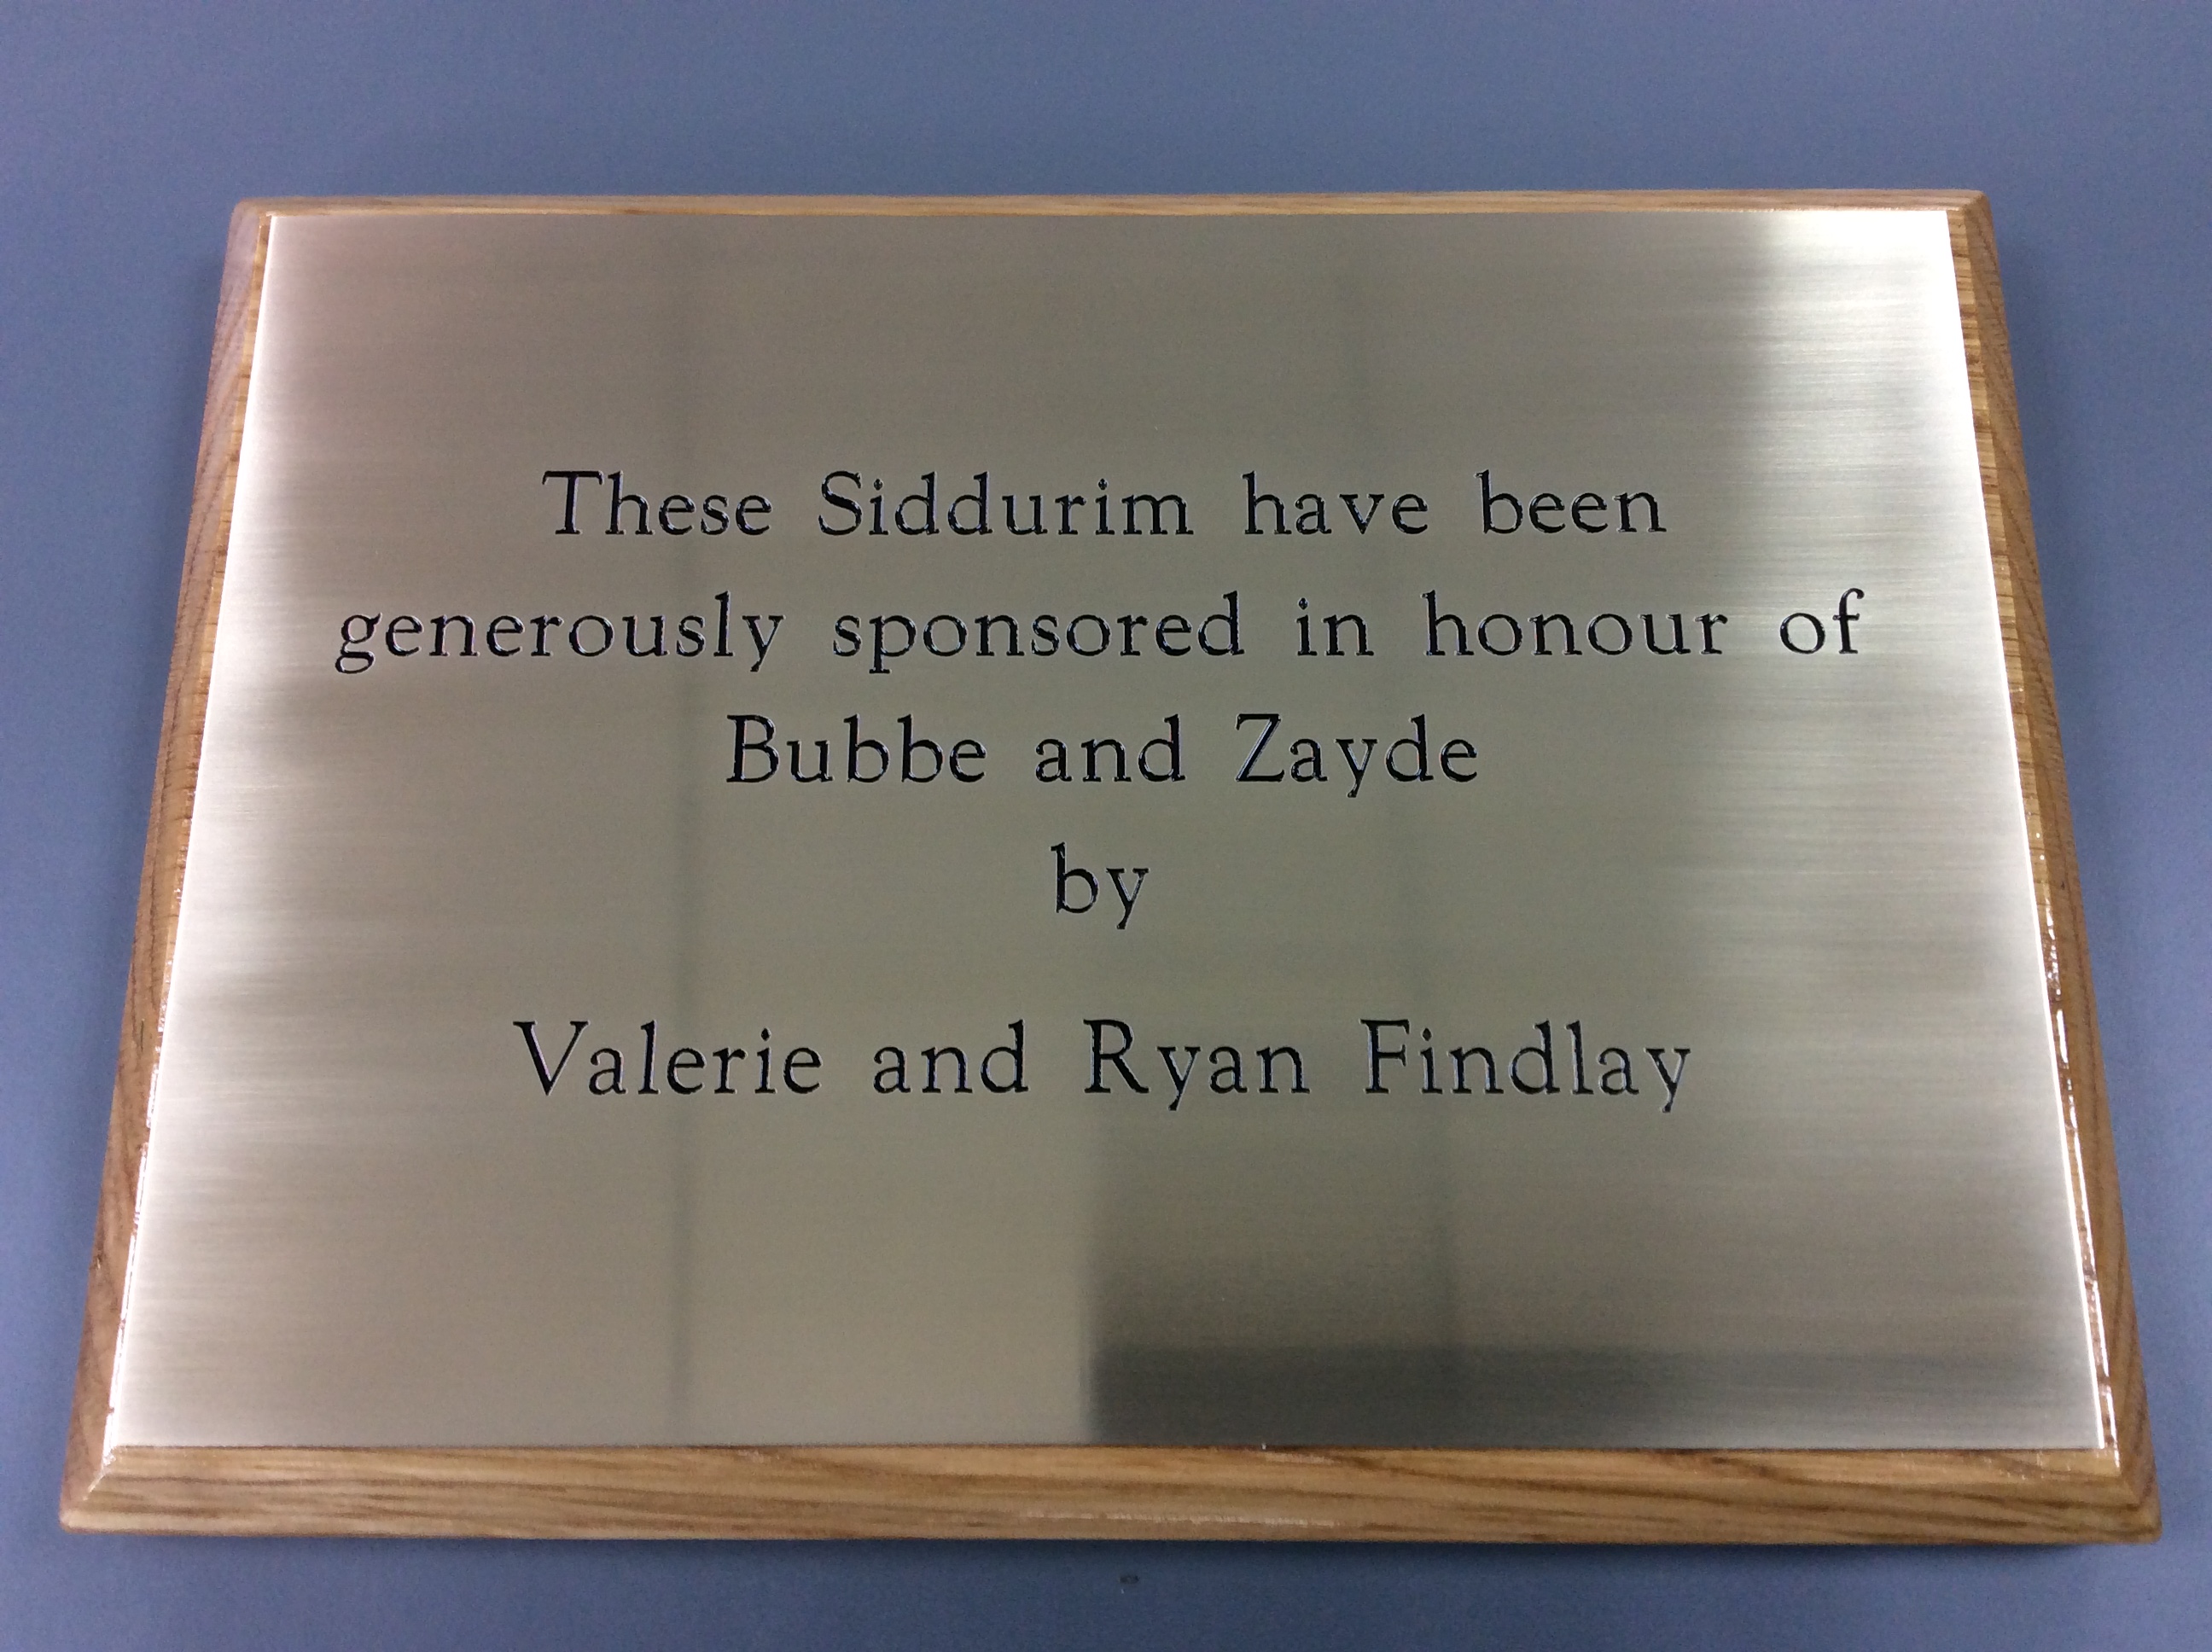 These Siddurim have been
generously sponsored in honour of
Bubbe and Zayde
by
Valerie and Ryan Findlay